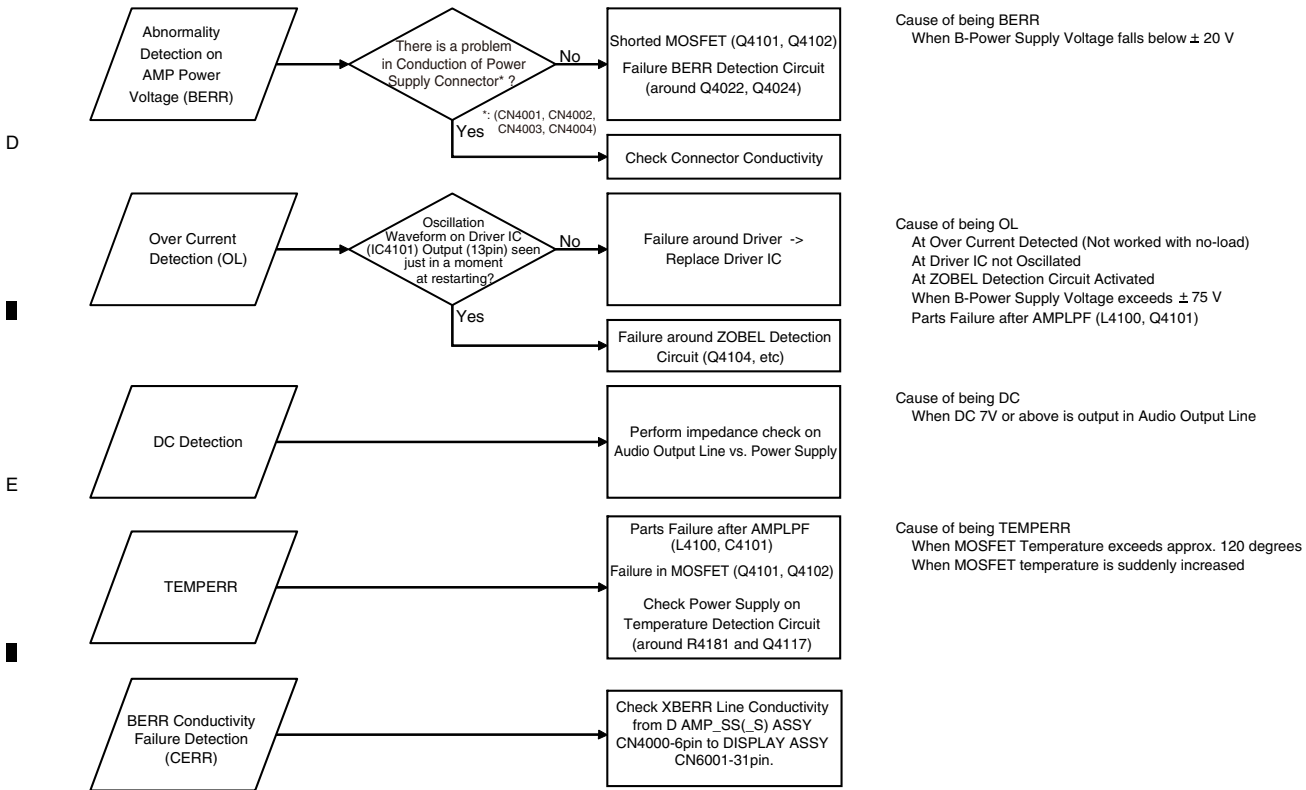 Abnormality
Detection on
AMP Power
Voltage (BERR)
There is a problem
in Conduction of Power
Supply Connector* ?
No
Shorted MOSFET (Q4101, Q4102)
Failure BERR Detection Circuit
(around Q4022, Q4024)
Cause of being BERR
When B-Power Supply Voltage falls below ± 20 V
*: (CN4001, CN4002,
CN4003, CN4004)
Yes
Check Connector Conductivity
D
Over Current
Detection (OL)
Oscillation
Waveform on Driver IC
(IC4101) Output (13pin) seen
just in a moment
at restarting?
No
Failure around Driver ->
Replace Driver IC
Cause of being OL
At Over Current Detected (Not worked with no-load)
At Driver IC not Oscillated
At ZOBEL Detection Circuit Activated
When B-Power Supply Voltage exceeds ± 75 V
Parts Failure after AMPLPF (L4100, Q4101)
Yes
Failure around ZOBEL Detection
Circuit (Q4104, etc)
DC Detection
Perform impedance check on
Audio Output Line vs. Power Supply
Cause of being DC
When DC 7V or above is output in Audio Output Line
E
TEMPERR
Parts Failure after AMPLPF
(L4100, C4101)
Failure in MOSFET (Q4101, Q4102)
Check Power Supply on
Temperature Detection Circuit
(around R4181 and Q4117)
Cause of being TEMPERR
When MOSFET Temperature exceeds approx. 120 degrees
When MOSFET temperature is suddenly increased
BERR Conductivity
Failure Detection
(CERR)
Check XBERR Line Conductivity
from D AMP_SS(_S) ASSY
CN4000-6pin to DISPLAY ASSY
CN6001-31pin.